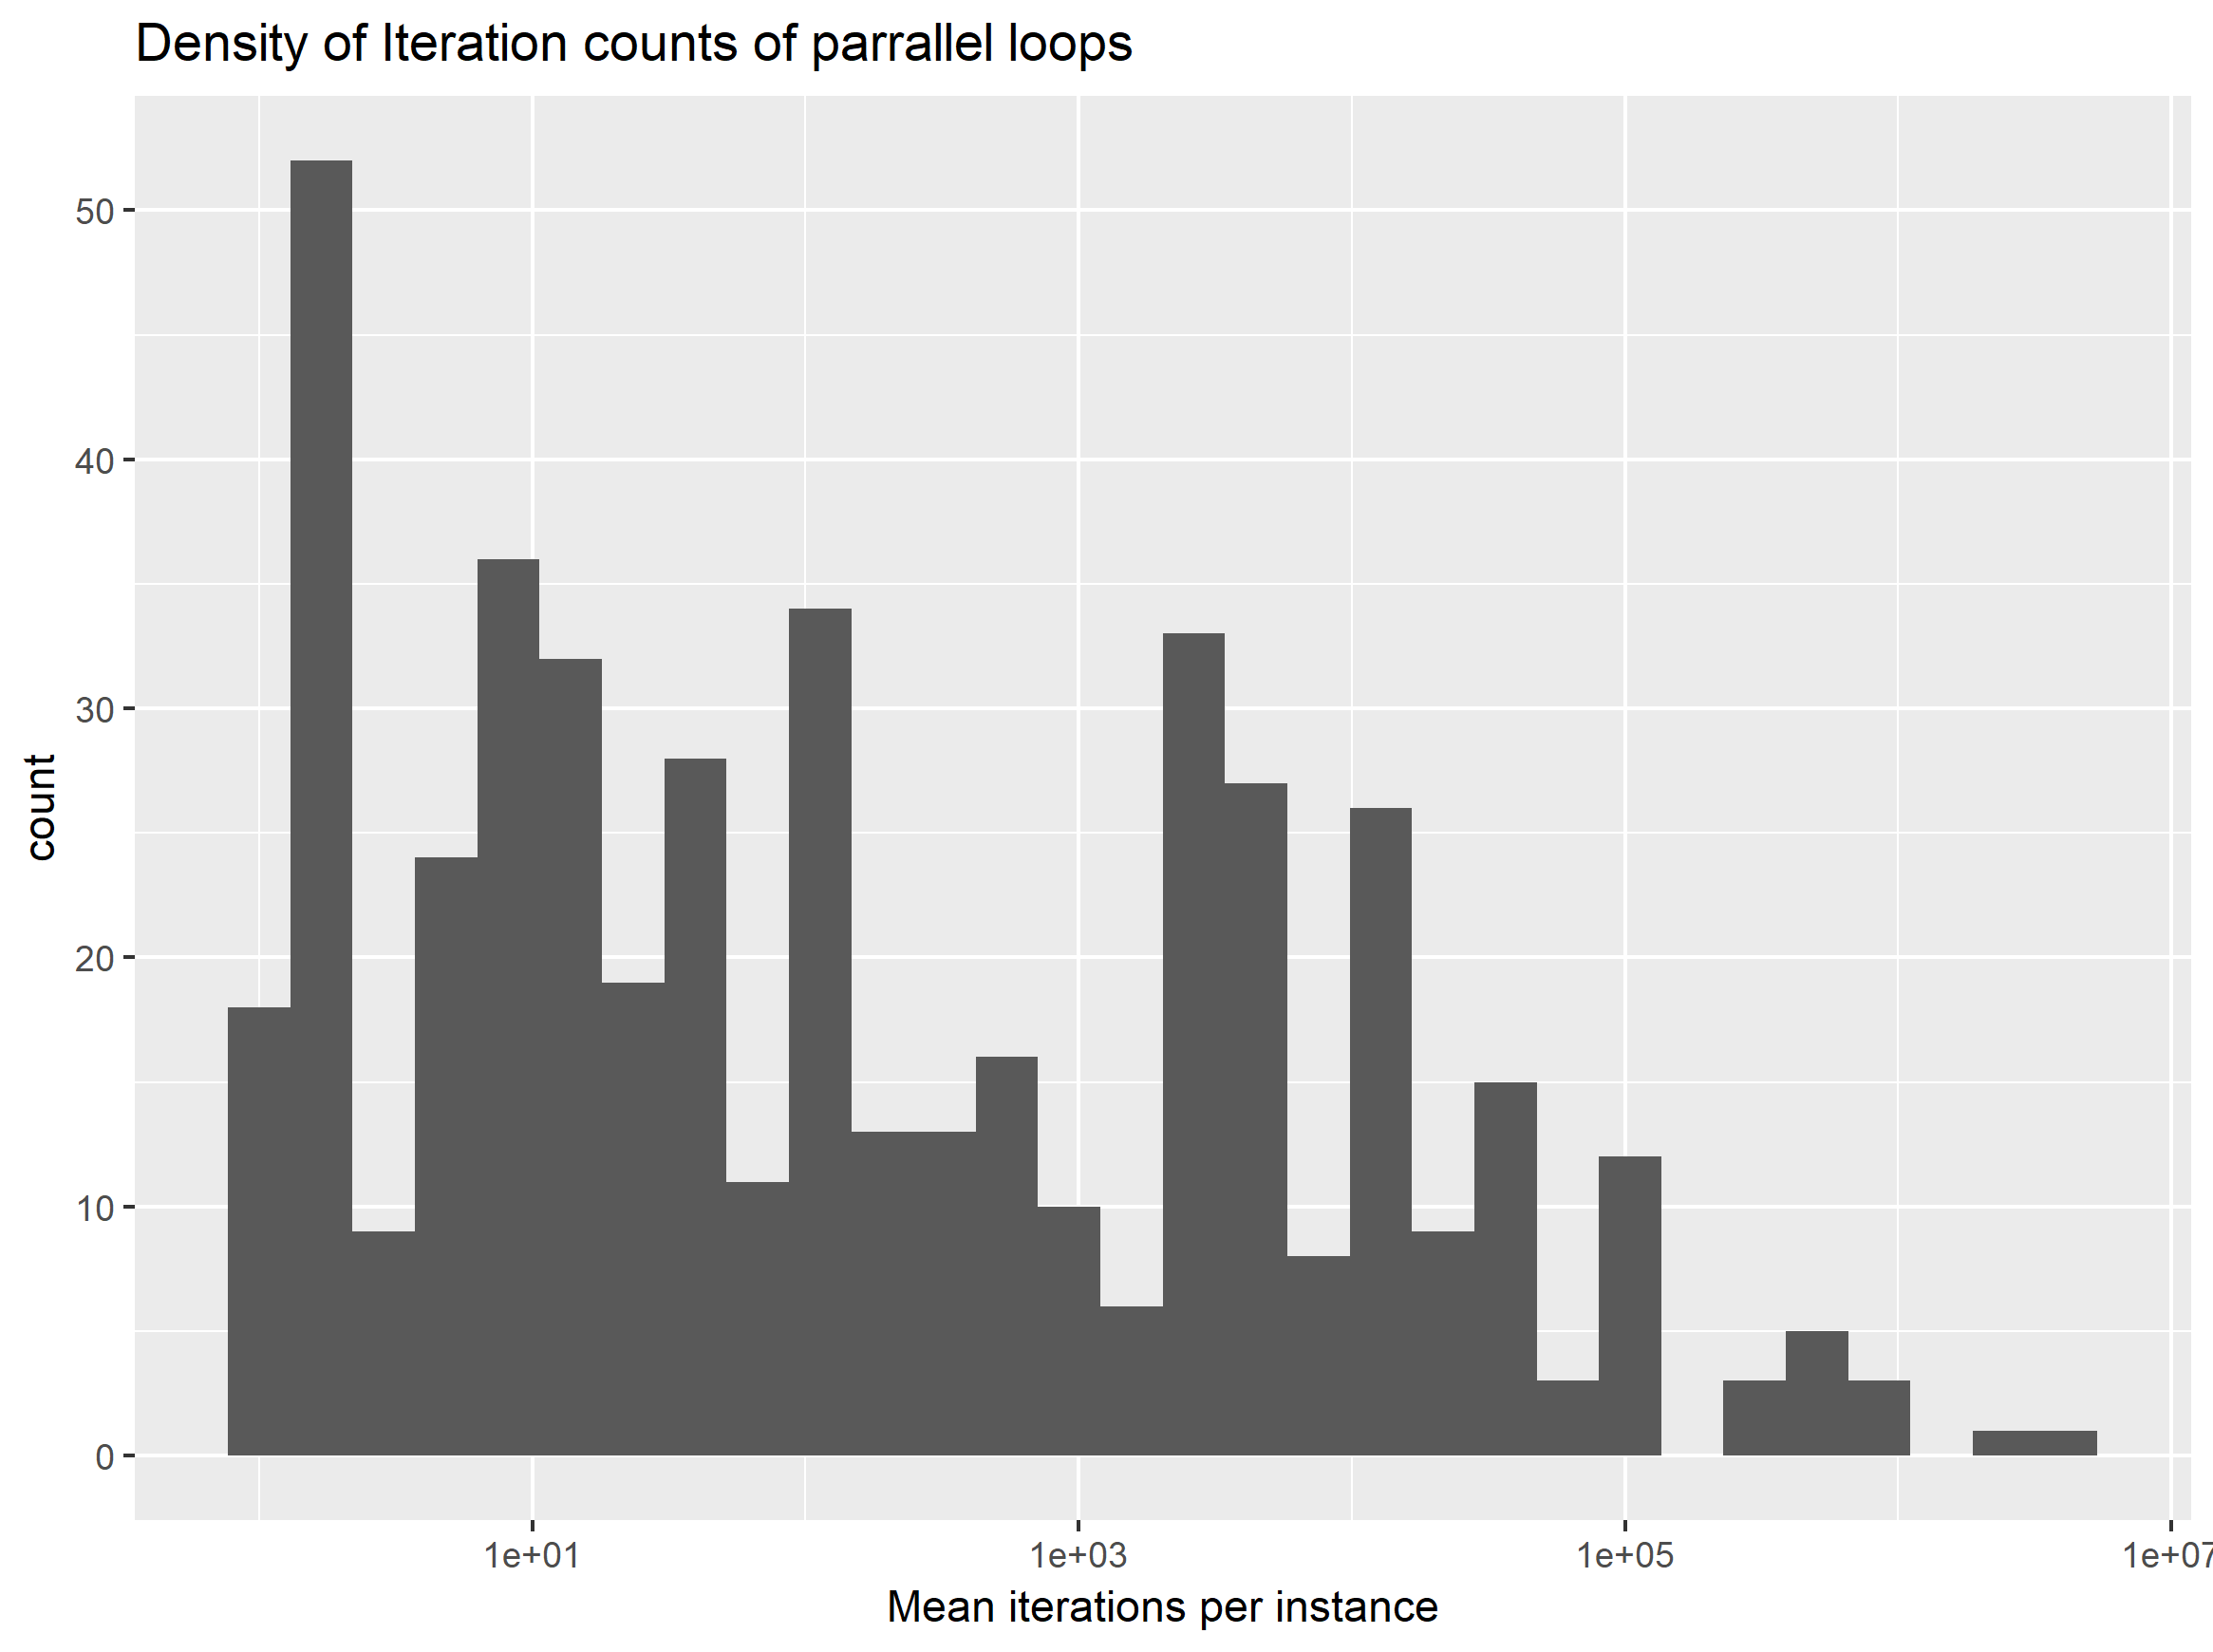 Density of Iteration counts of parrallel loops
50
40
30
20
10
0
count
1e+01 1e+03 1e+05 1e+07
Mean iterations per instance